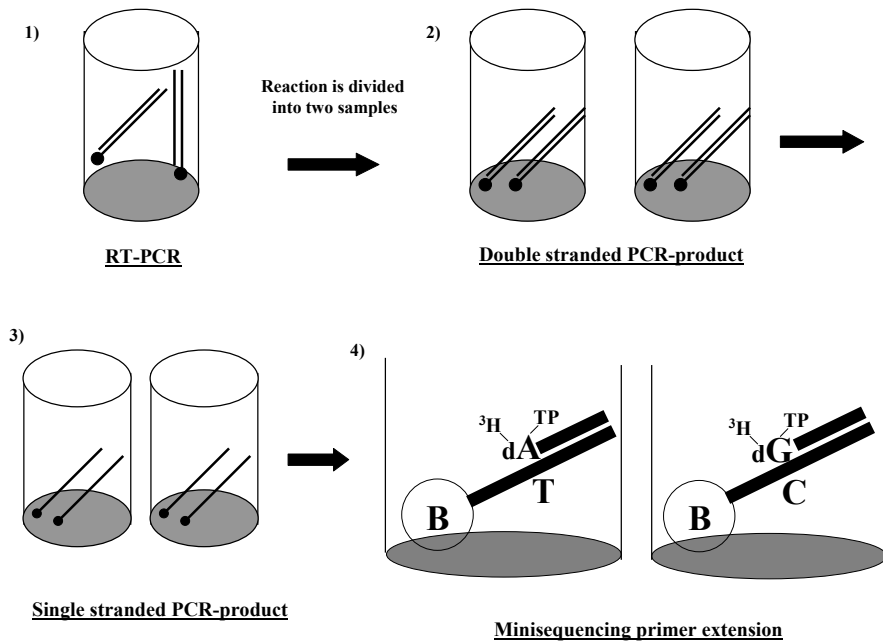 1)
Reaction is divided
into two samples
RT-PCR
2)
Double stranded PCR-product
3)
Single stranded PCR-product
4)
³H
TP
dA
T
B
³H
TP
dG
C
B
Minisequencing primer extension